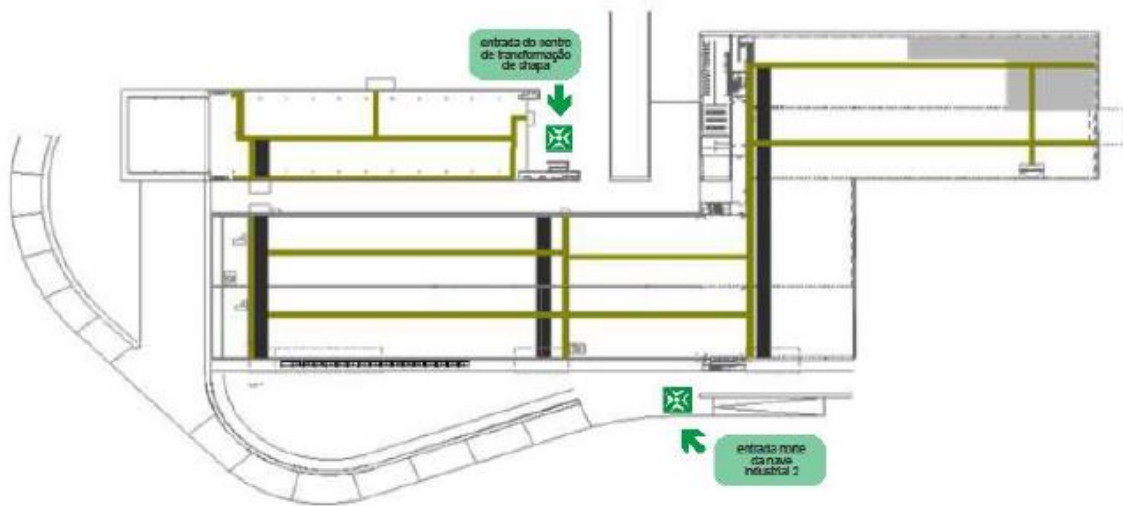 entrada do centro
de transformação
de chapa
entrada norte
da nave
industrial 2